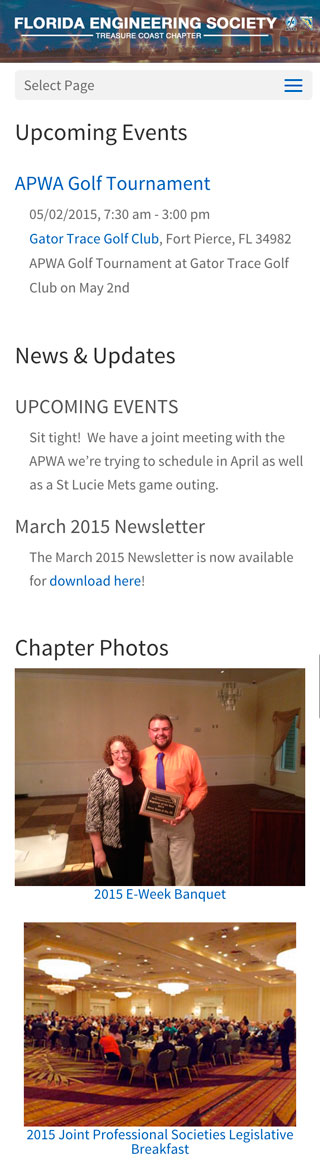 FLORIDA ENGINEERING SOCIETY
TREASURE COAST CHAPTER
Select Page
Upcoming Events
APWA Golf Tournament
05/02/2015, 7:30 am - 3:00 pm
Gator Trace Golf Club, Fort Pierce, FL 34982
APWA Golf Tournament at Gator Trace Golf
Club on May 2nd
News & Updates
UPCOMING EVENTS
Sit tight!  We have a joint meeting with the
APWA we’re trying to schedule in April as well
as a St Lucie Mets game outing.
March 2015 Newsletter
The March 2015 Newsletter is now available
for download here!
Chapter Photos
2015 E-Week Banquet
2015 Joint Professional Societies Legislative
Breakfast